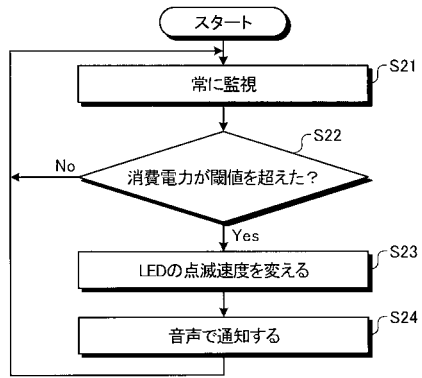 スタート
常に監視
S21
消費電力が閾値を超えた?
S22
No
Yes
LEDの点滅速度を変える
S23
音声で通知する
S24